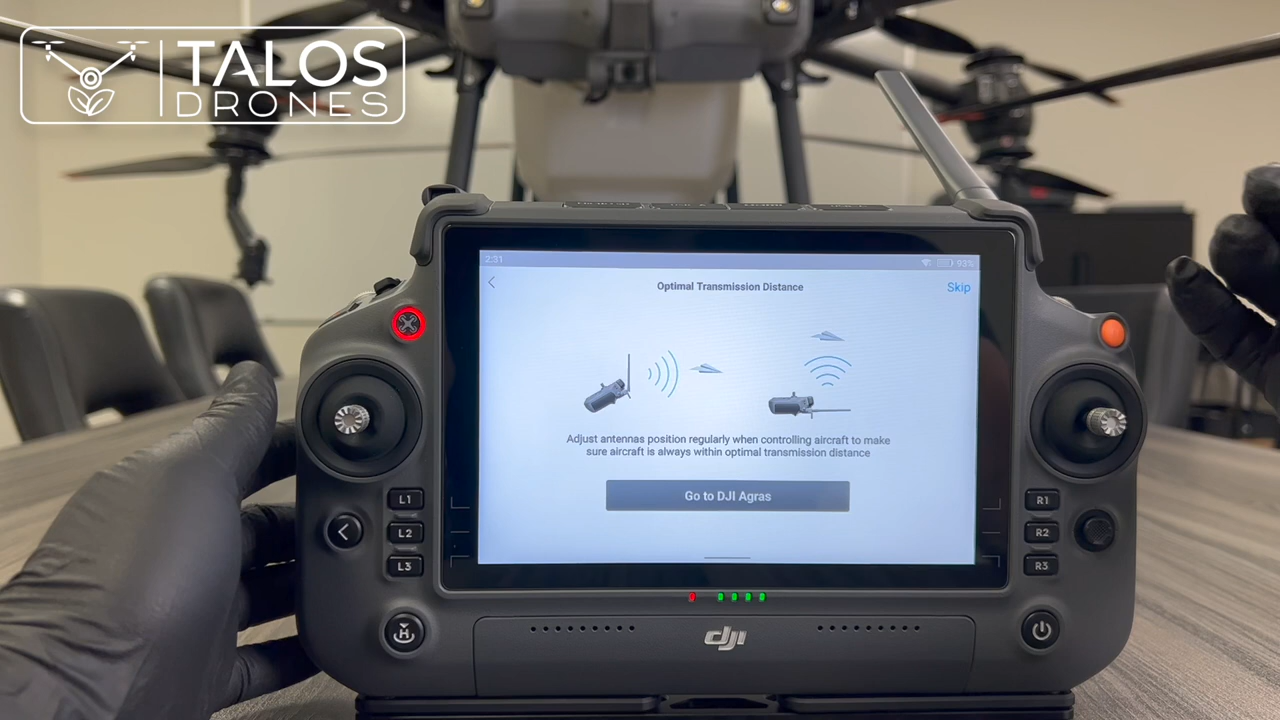 TALOS
DRONES
2:31
93%
Optimal Transmission Distance
Skip
Adjust antennas position regularly when controlling aircraft to make
sure aircraft is always within optimal transmission distance
Go to DJI Agras
L1
L2
L3
R1
R2
R3
H
dji